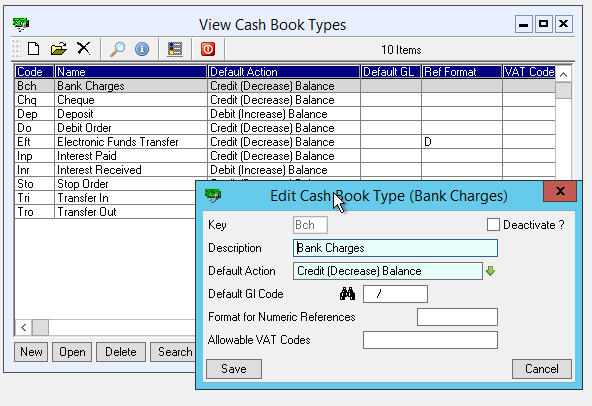 View Cash Book Types
10 Items
Code Name Default Action Default GL Ref Format VAT Code
Bch Bank Charges Credit (Decrease) Balance
Chq Cheque Credit (Decrease) Balance
Dep Deposit Debit (Increase) Balance
Do Debit Order Credit (Decrease) Balance
Eft Electronic Funds Transfer Credit (Decrease) Balance D
Inp Interest Paid Credit (Decrease) Balance
Inr Interest Received Debit (Increase) Balance
Sto Stop Order
Tri Transfer In
Tro Transfer Out
New Open Delete Search
Edit Cash Book Type (Bank Charges)
Key Bch Deactivate ?
Description Bank Charges
Default Action Credit (Decrease) Balance
Default Gl Code /
Format for Numeric References
Allowable VAT Codes
Save Cancel